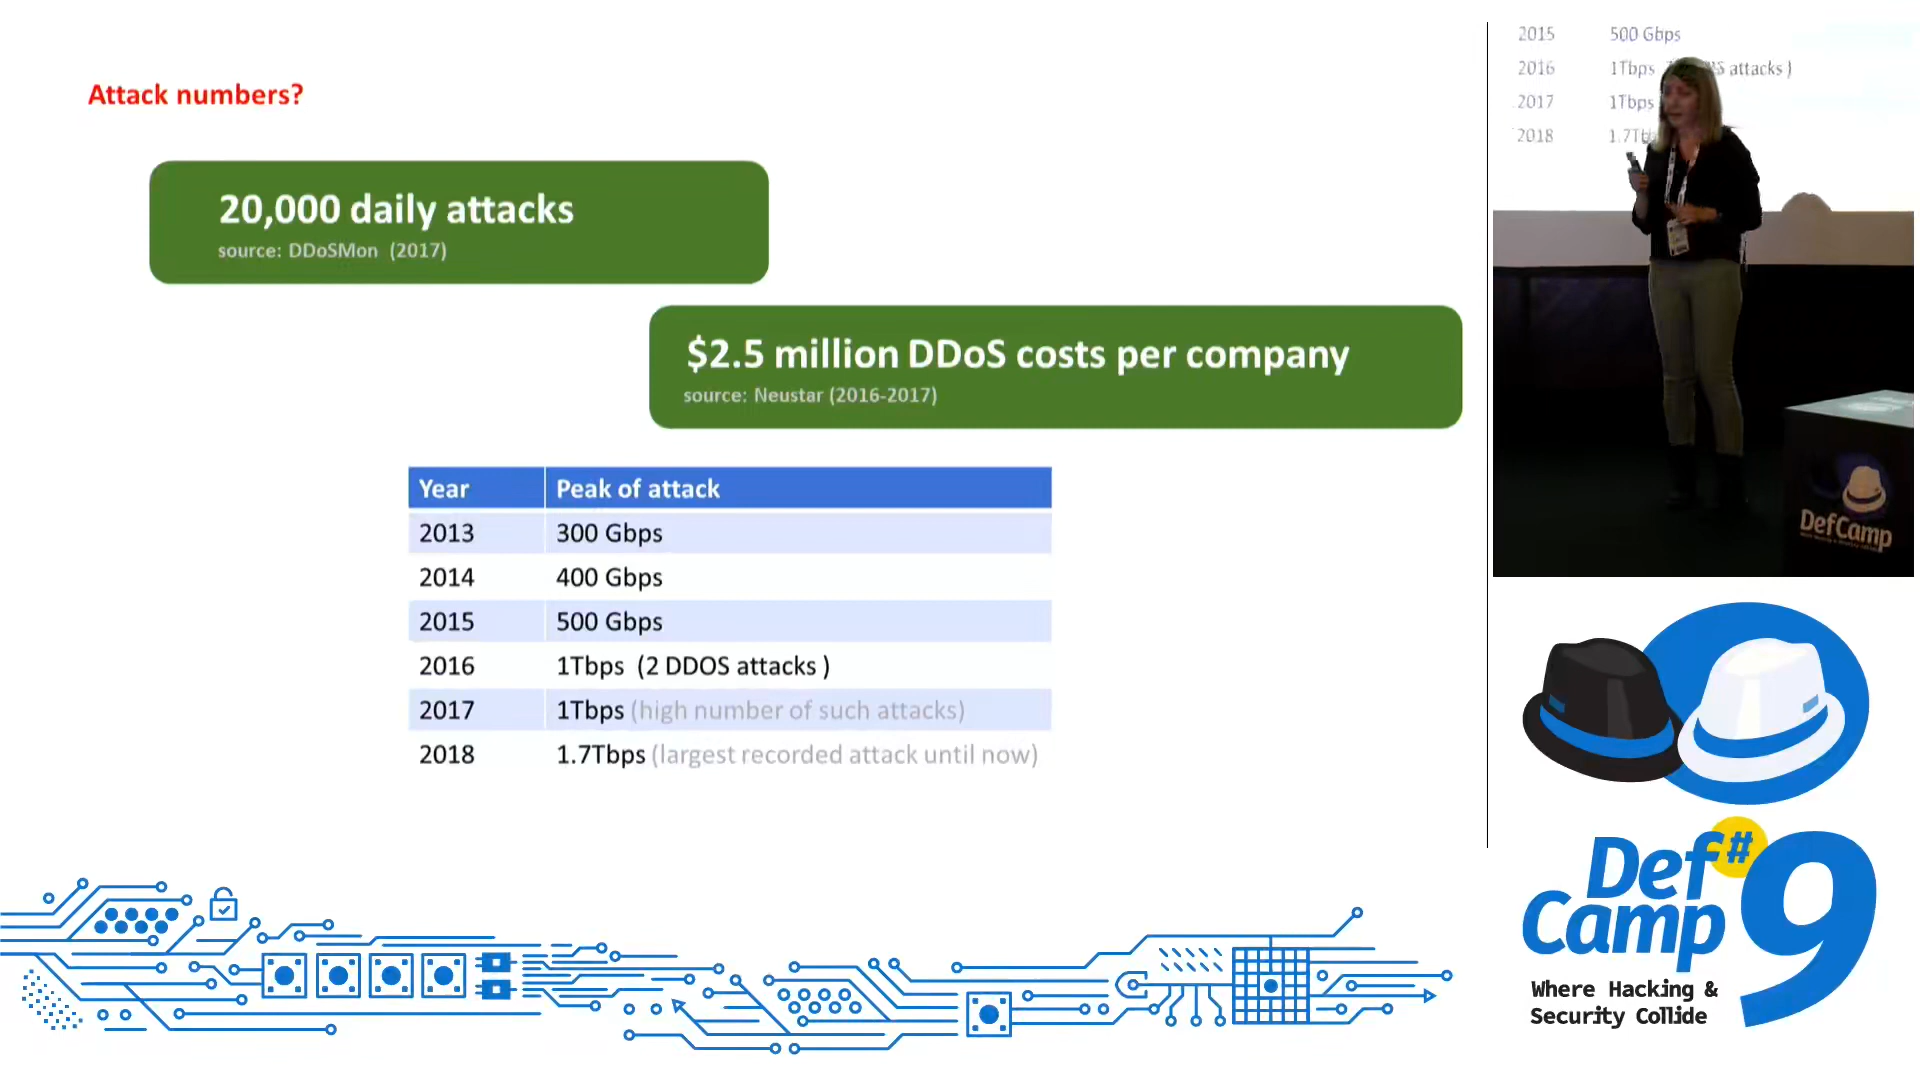 Attack numbers?
20,000 daily attacks
source: DDoSMon (2017)
$2.5 million DDoS costs per company
source: Neustar (2016-2017)
Year Peak of attack
2013 300 Gbps
2014 400 Gbps
2015 500 Gbps
2016 1Tbps (2 DDOS attacks )
2017 1Tbps (high number of such attacks)
2018 1.7Tbps (largest recorded attack until now)
2015 500 Gbps
2016 1Tbps attacks )
2017 1Tbps
2018
DefCamp
Def
Camp
#9
Where Hacking &
Security Collide